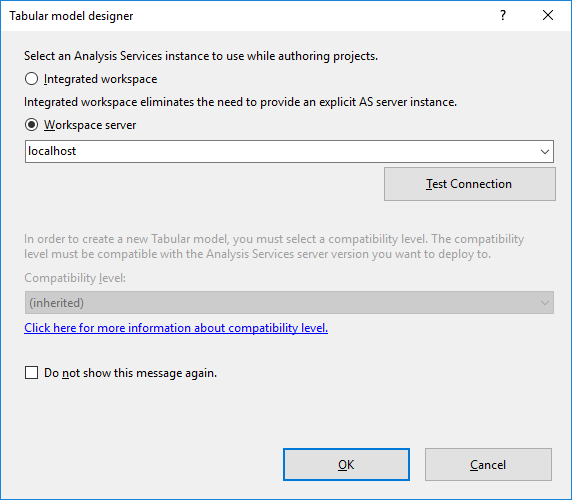 Tabular model designer
Select an Analysis Services instance to use while authoring projects.
Integrated workspace
Integrated workspace eliminates the need to provide an explicit AS server instance.
Workspace server
localhost
Test Connection
In order to create a new Tabular model, you must select a compatibility level. The compatibility
level must be compatible with the Analysis Services server version you want to deploy to.
Compatibility level:
(inherited)
Click here for more information about compatibility level.
Do not show this message again.
OK
Cancel